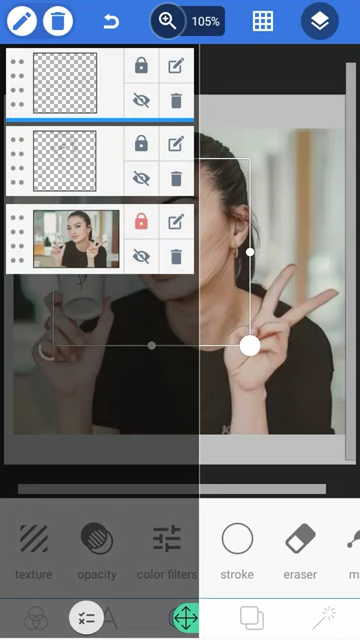 105%
texture
opacity
color filters
stroke
eraser
m